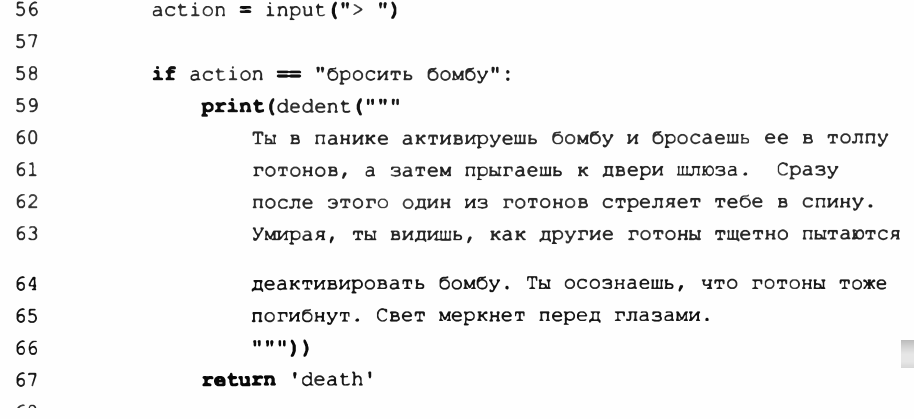 56 action = input("> ")
57
58 if action == "бросить бомбу":
59 print(dedent("""
60 Ты в панике активируешь бомбу и бросаешь ее в толпу
61 готонов, а затем прыгаешь к двери шлюза. Сразу
62 после этого один из готонов стреляет тебе в спину.
63 Умирая, ты видишь, как другие готоны тщетно пытаются
64 деактивировать бомбу. Ты осознаешь, что готоны тоже
65 погибнут. Свет меркнет перед глазами.
66 """))
67 return 'death'